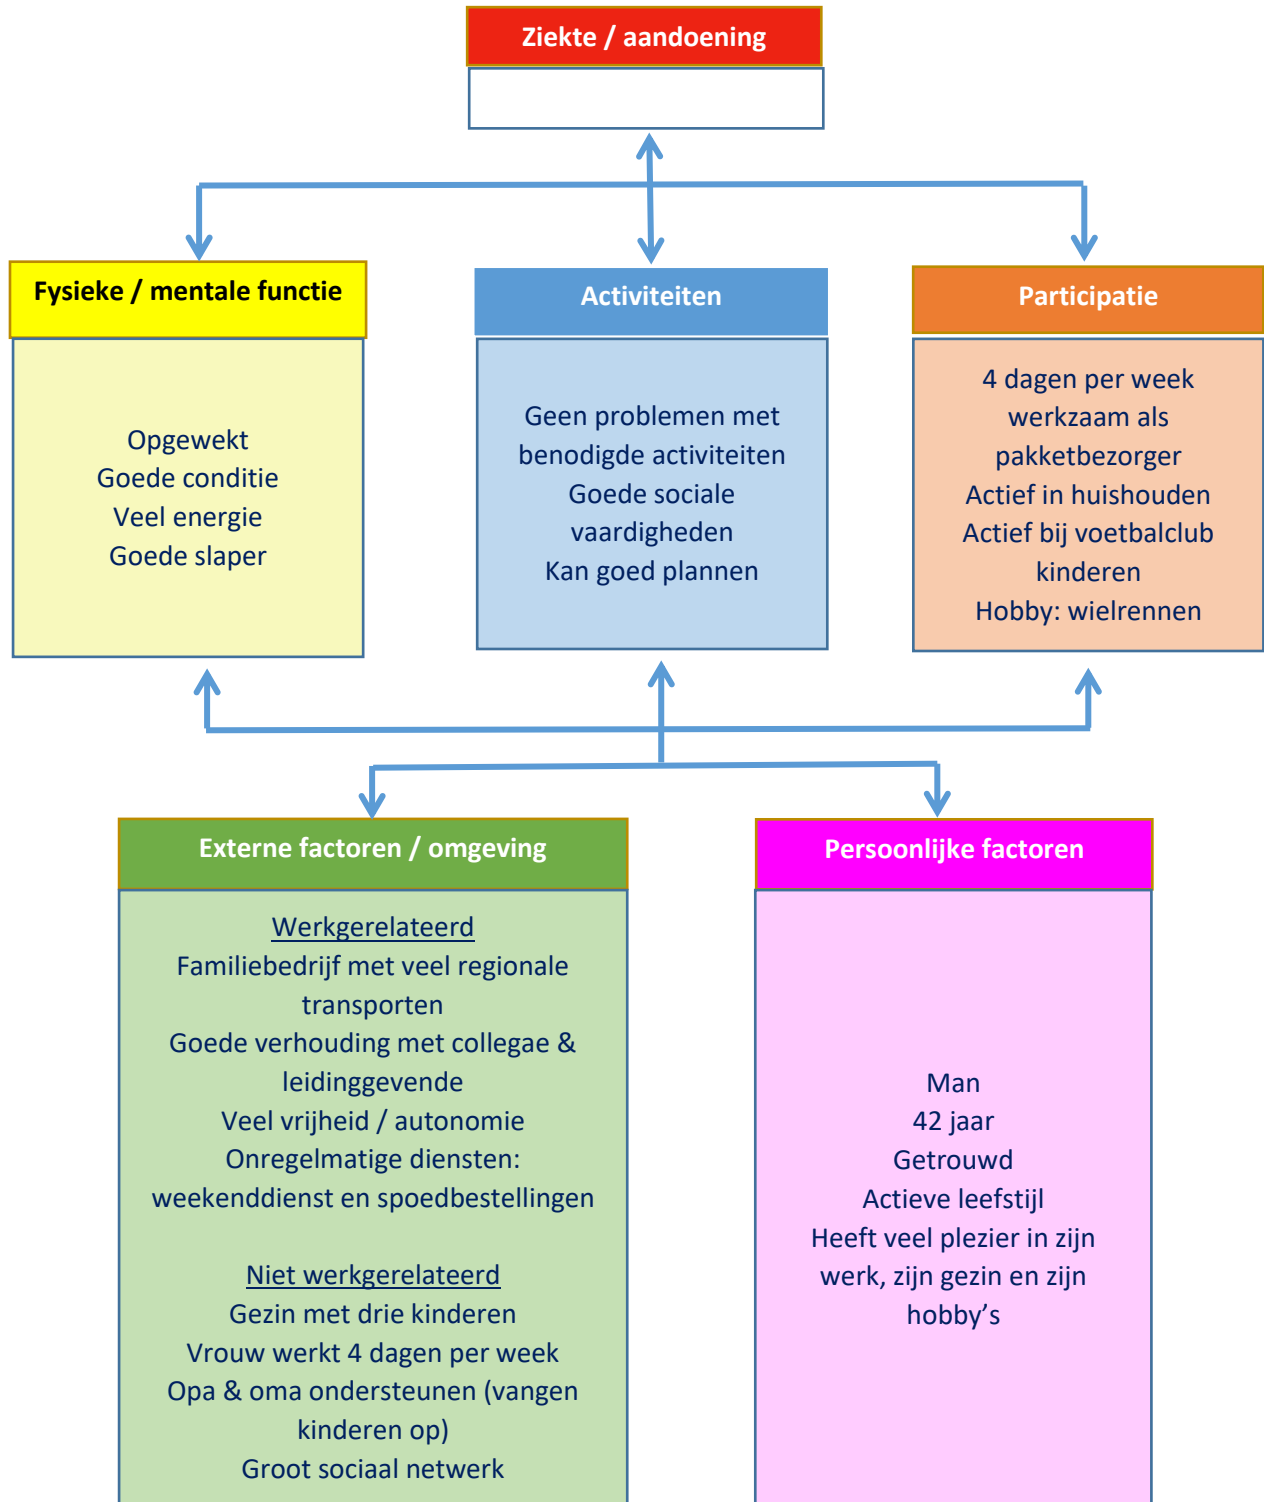 Ziekte / aandoening
Fysieke / mentale functie
Opgewekt
Goede conditie
Veel energie
Goede slaper
Activiteiten
Geen problemen met
benodigde activiteiten
Goede sociale
vaardigheden
Kan goed plannen
Participatie
4 dagen per week
werkzaam als
pakketbezorger
Actief in huishouden
Actief bij voetbalclub
kinderen
Hobby: wielrennen
Externe factoren / omgeving
Werkgerelateerd
Familiebedrijf met veel regionale
transporten
Goede verhouding met collegae &
leidinggevende
Veel vrijheid / autonomie
Onregelmatige diensten:
weekenddienst en spoedbestellingen
Niet werkgerelateerd
Gezin met drie kinderen
Vrouw werkt 4 dagen per week
Opa & oma ondersteunen (vangen
kinderen op)
Groot sociaal netwerk
Persoonlijke factoren
Man
42 jaar
Getrouwd
Actieve leefstijl
Heeft veel plezier in zijn
werk, zijn gezin en zijn
hobby’s